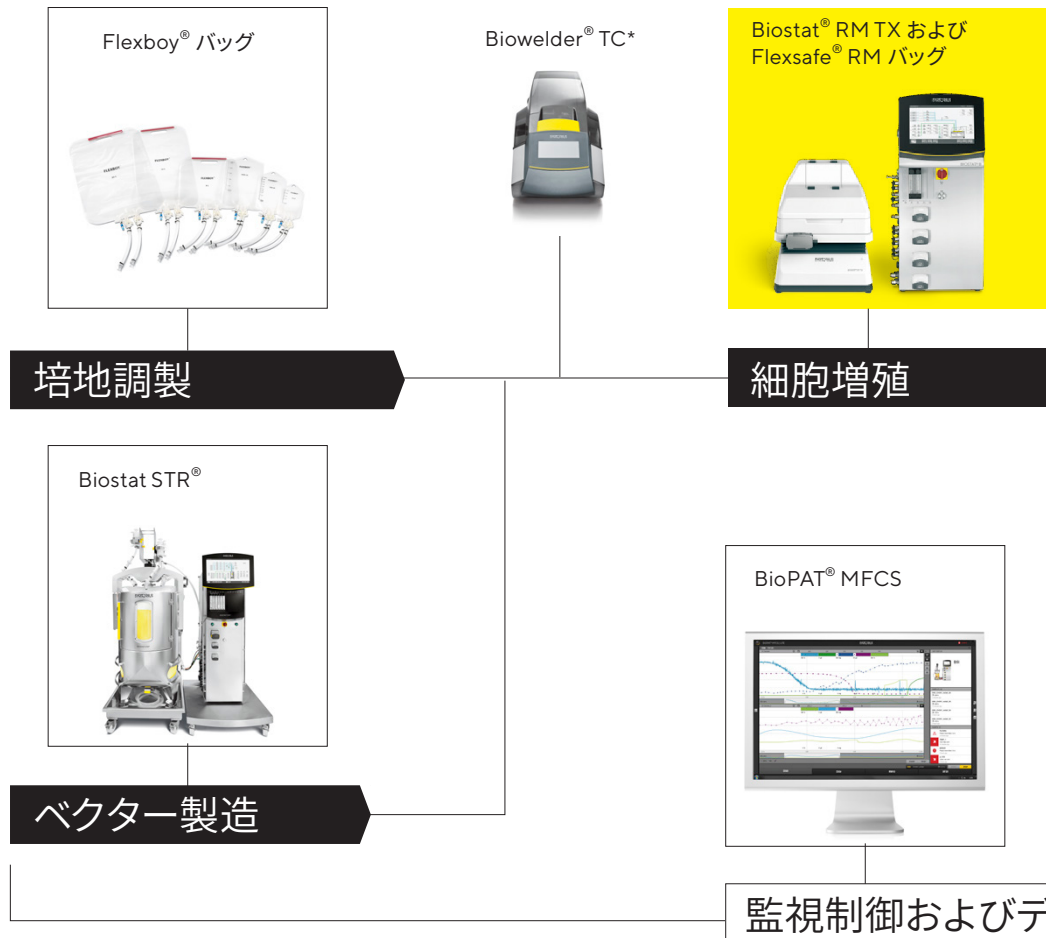 Flexboy® バッグ
Biowelder® TC*
Biostat® RM TX および
Flexsafe® RM バッグ
培地調製
細胞増殖
Biostat STR®
BioPAT® MFCS
ベクター製造
監視制御およびデ